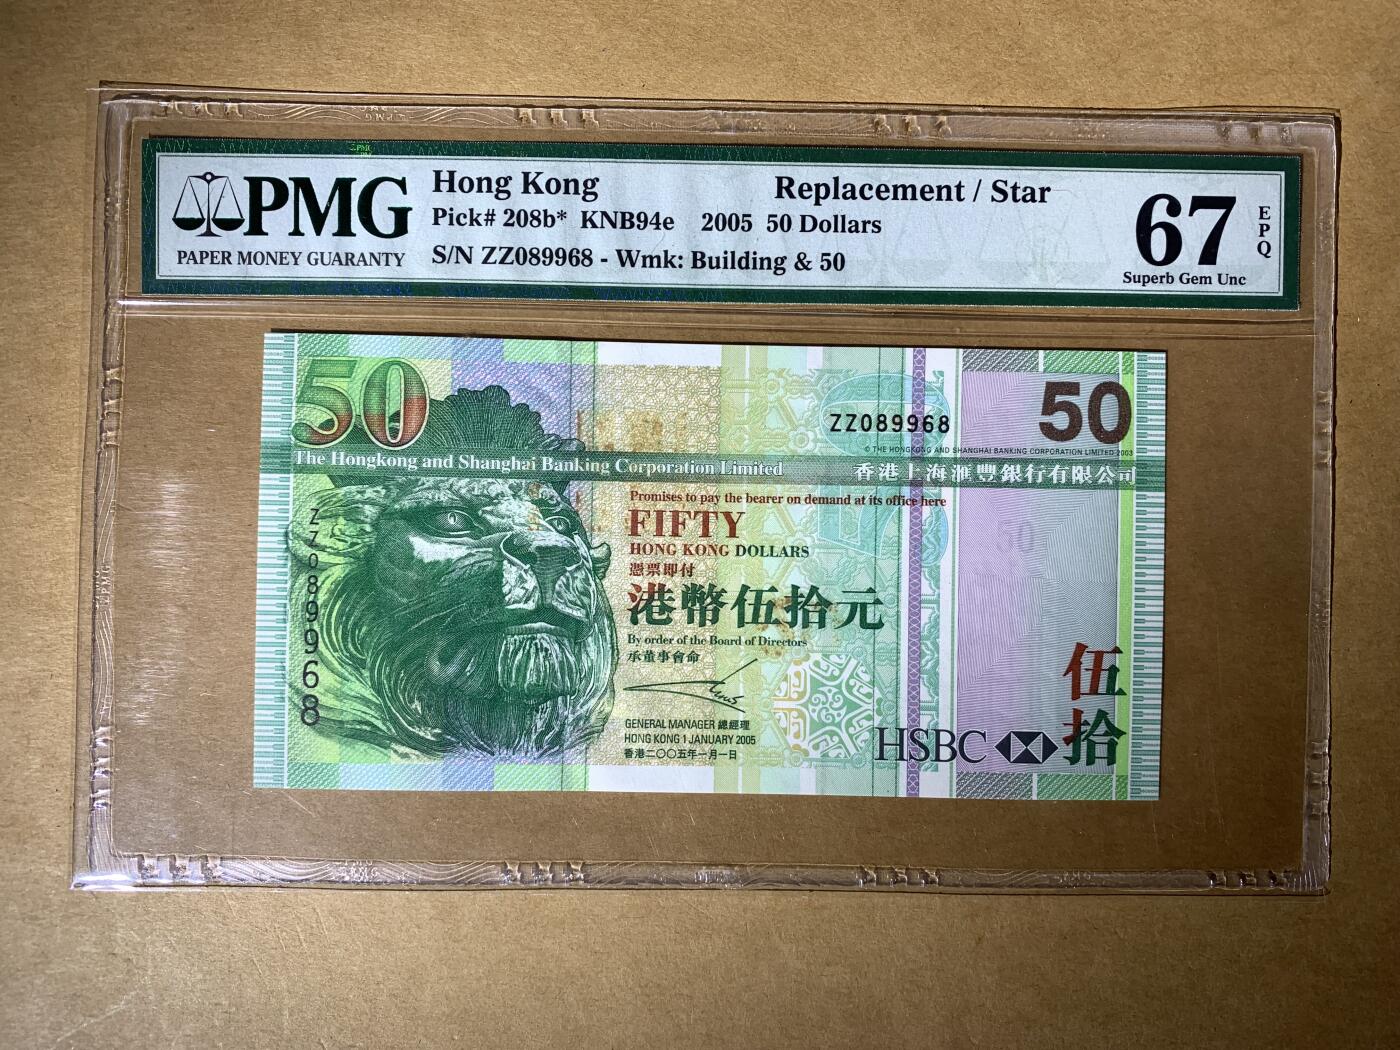 PMG
PAPER MONEY GUARANTY
Hong Kong
Replacement / Star
Pick# 208b* KNB94e 2005 50 Dollars
S/N ZZ089968 - Wmk: Building & 50
67
EPQ
Superb Gem Unc
50
ZZ089968
50
© THE HONGKONG AND SHANGHAI BANKING CORPORATION LIMITED 2003
The Hongkong and Shanghai Banking Corporation Limited
香港上海滙豐銀行有限公司
Promises to pay the bearer on demand at its office here
FIFTY
HONG KONG DOLLARS
憑票即付
港幣伍拾元
By order of the Board of Directors
承董事會命
GENERAL MANAGER 總經理
HONG KONG 1 JANUARY 2005
香港二〇〇五年一月一日
ZZ089968
50
HSBC
伍拾